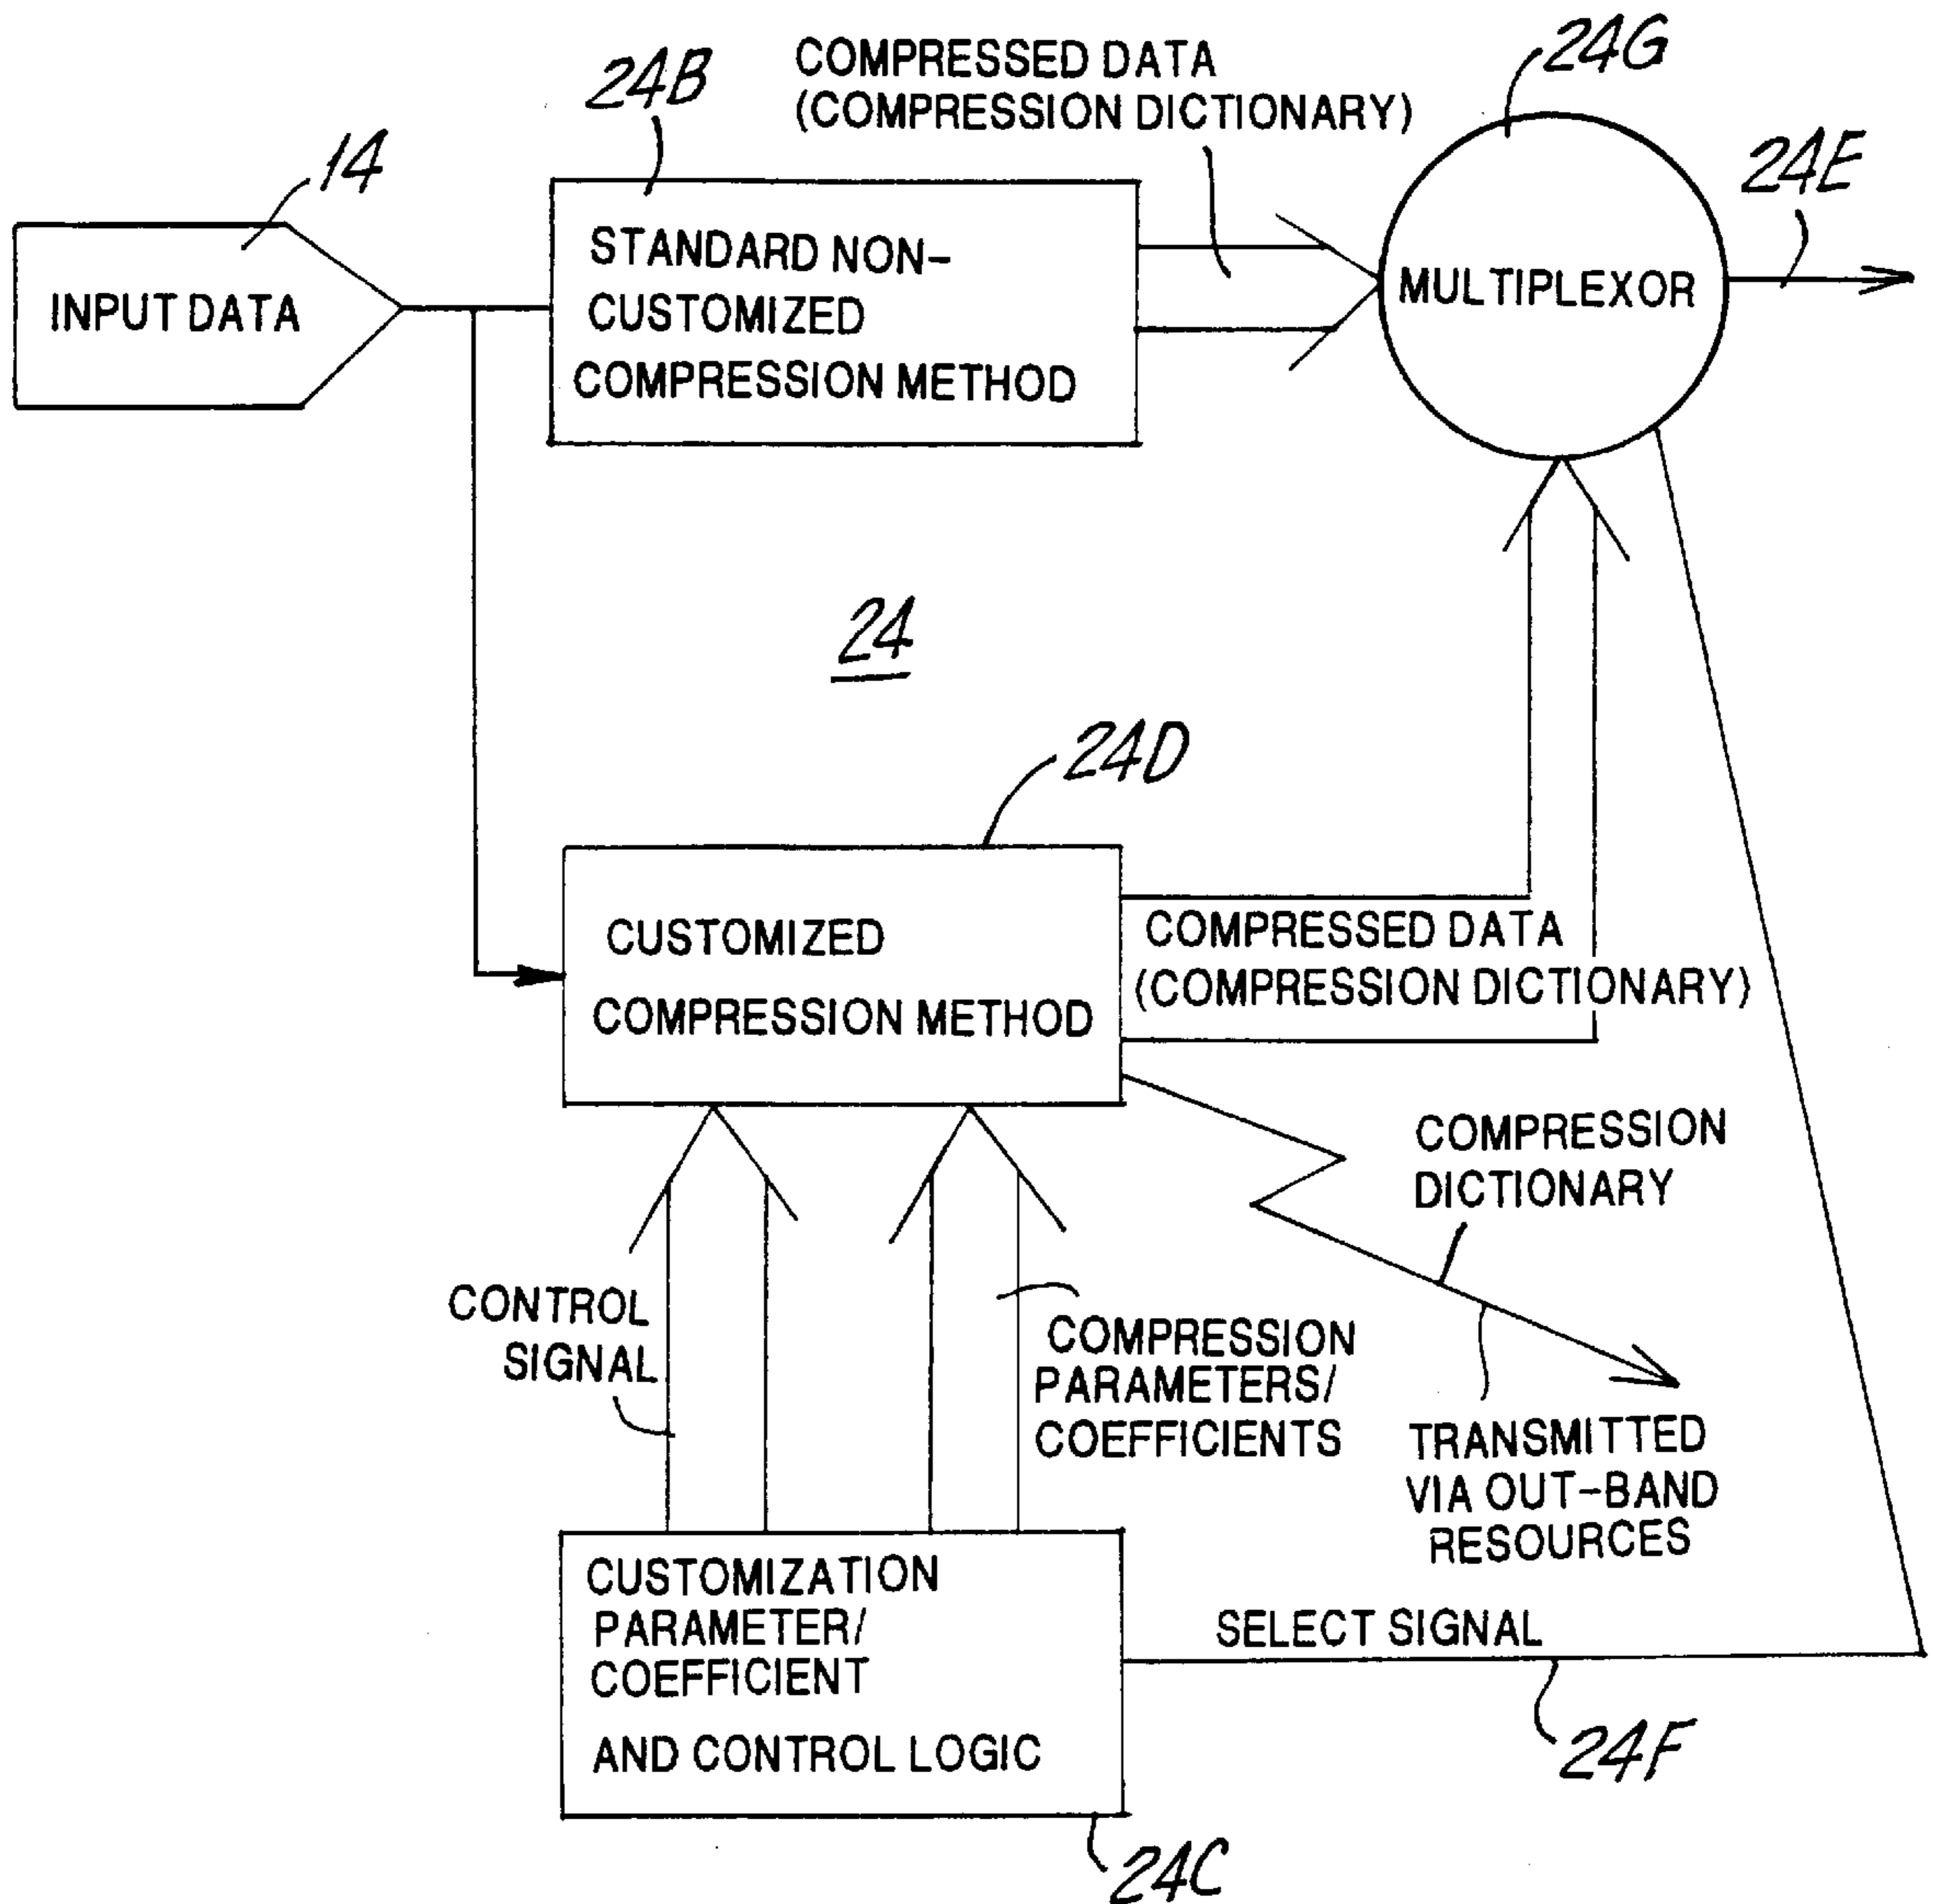 24G
COMPRESSED DATA
(COMPRESSION DICTIONARY)
24B
24E
14
INPUT DATA
STANDARD NON-
CUSTOMIZED
COMPRESSION METHOD
MULTIPLEXOR
24
24D
CUSTOMIZED
COMPRESSION METHOD
COMPRESSED DATA
(COMPRESSION DICTIONARY)
COMPRESSION
DICTIONARY
CONTROL
SIGNAL
COMPRESSION
PARAMETERS/
COEFFICIENTS
TRANSMITTED
VIA OUT-BAND
RESOURCES
CUSTOMIZATION
PARAMETER/
COEFFICIENT
AND CONTROL LOGIC
SELECT SIGNAL
24F
24C